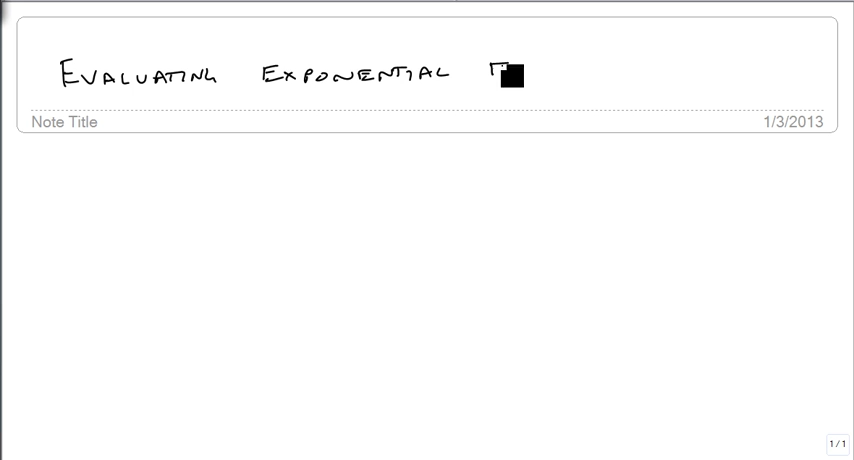 EVALUATING EXPONENTIAL
Note Title 1/3/2013
1 / 1